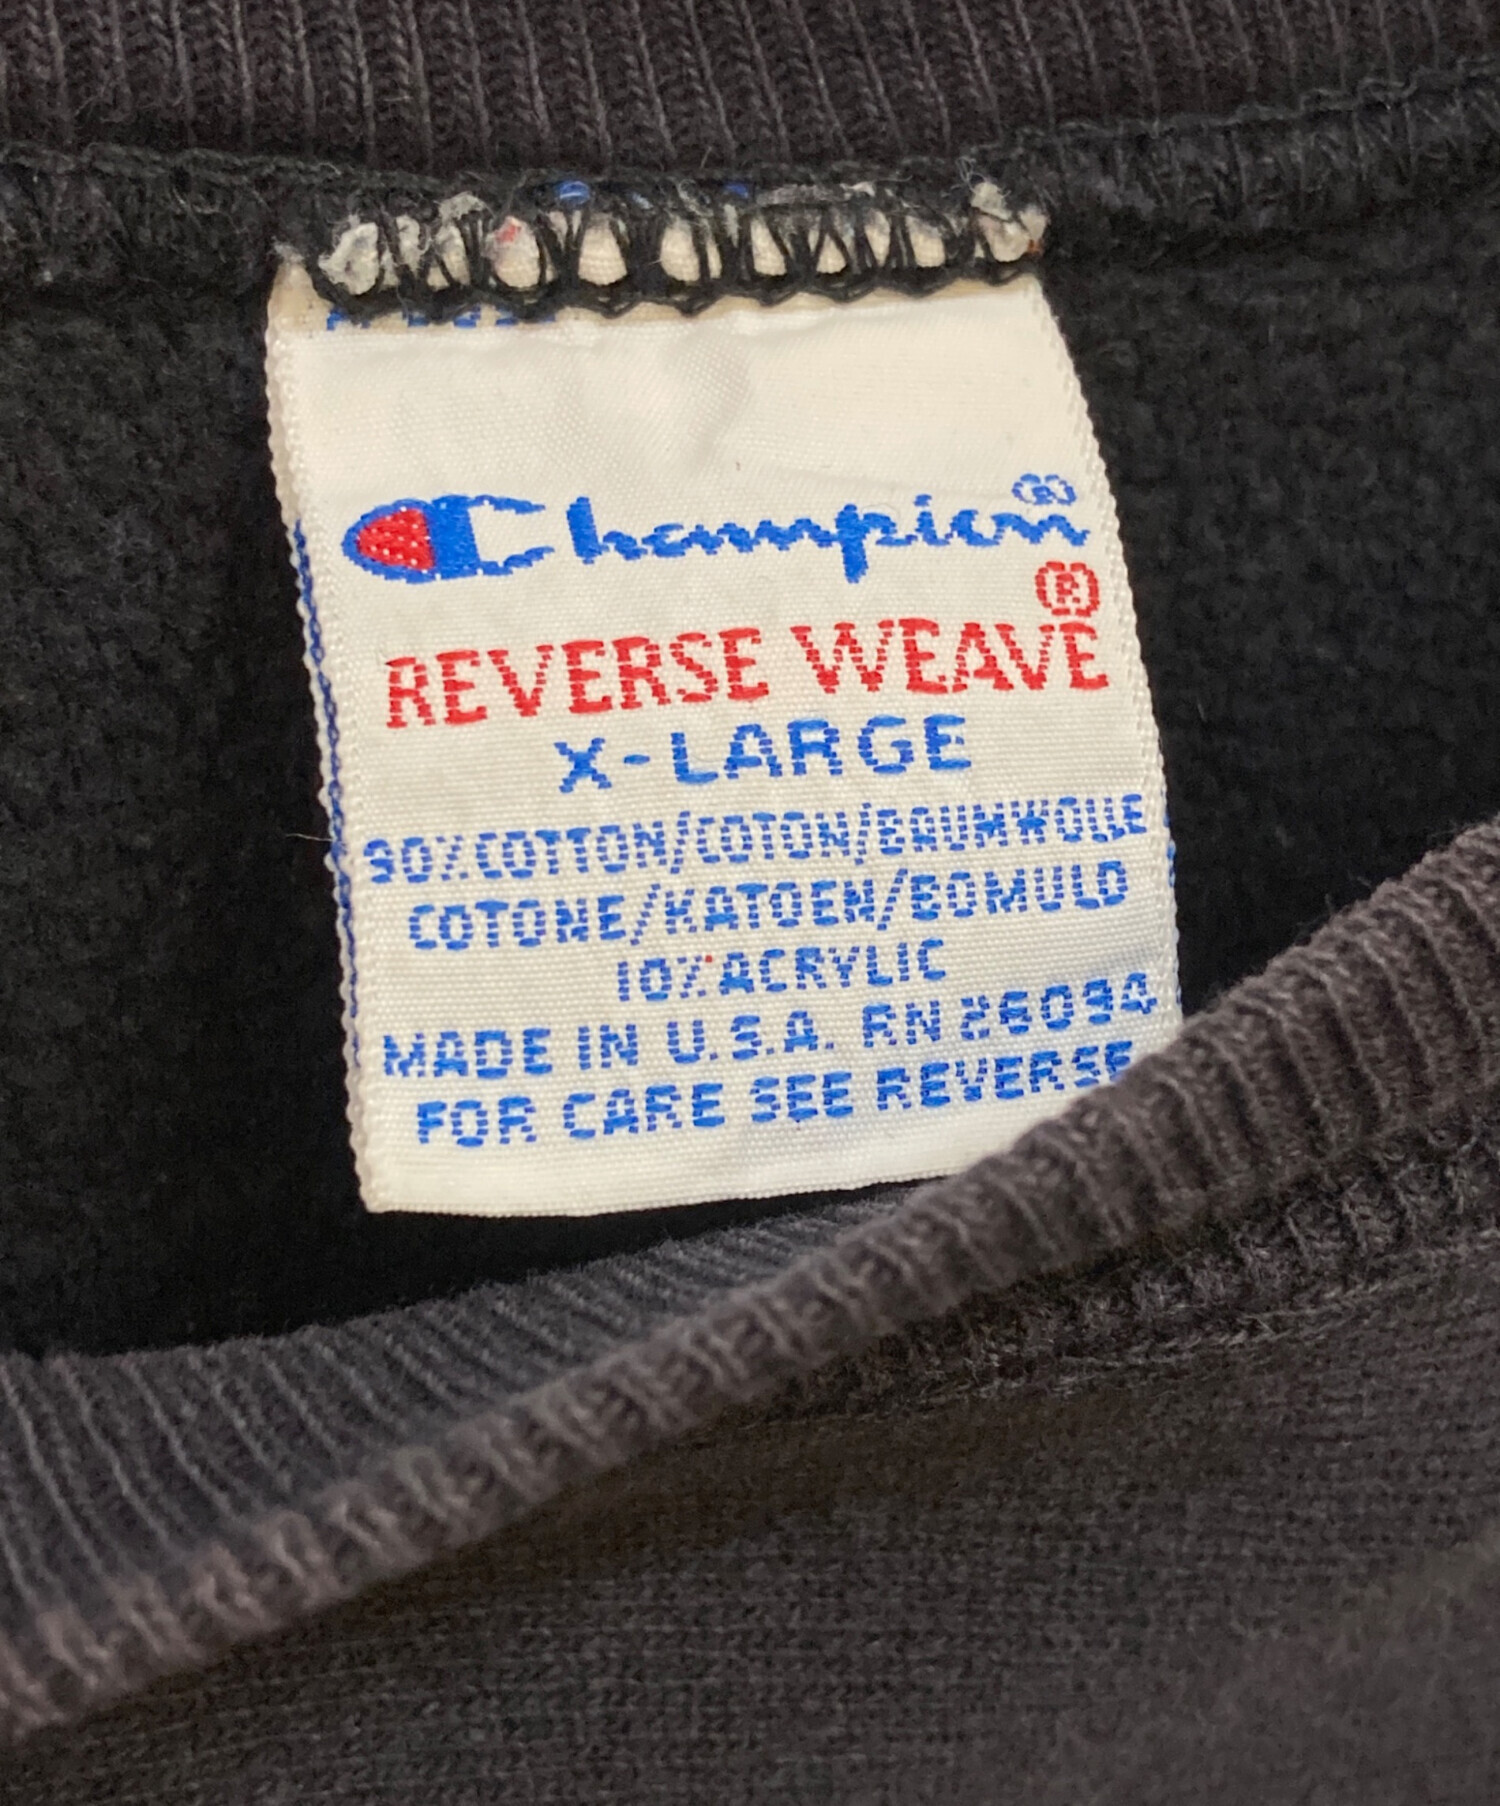 Champion®
®
REVERSE WEAVE
X-LARGE
90% COTTON/COTON/BAUMWOLLE
COTONE/KATOEN/BOMULD
10% ACRYLIC
MADE IN U.S.A. RN 26094
FOR CARE SEE REVERSE